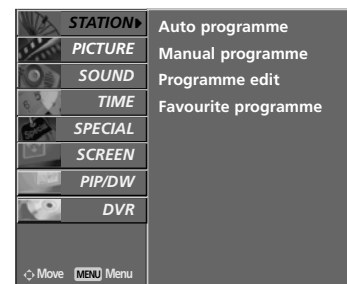 STATION
PICTURE
SOUND
TIME
SPECIAL
SCREEN
PIP/DW
DVR
Move MENU Menu
Auto programme
Manual programme
Programme edit
Favourite programme